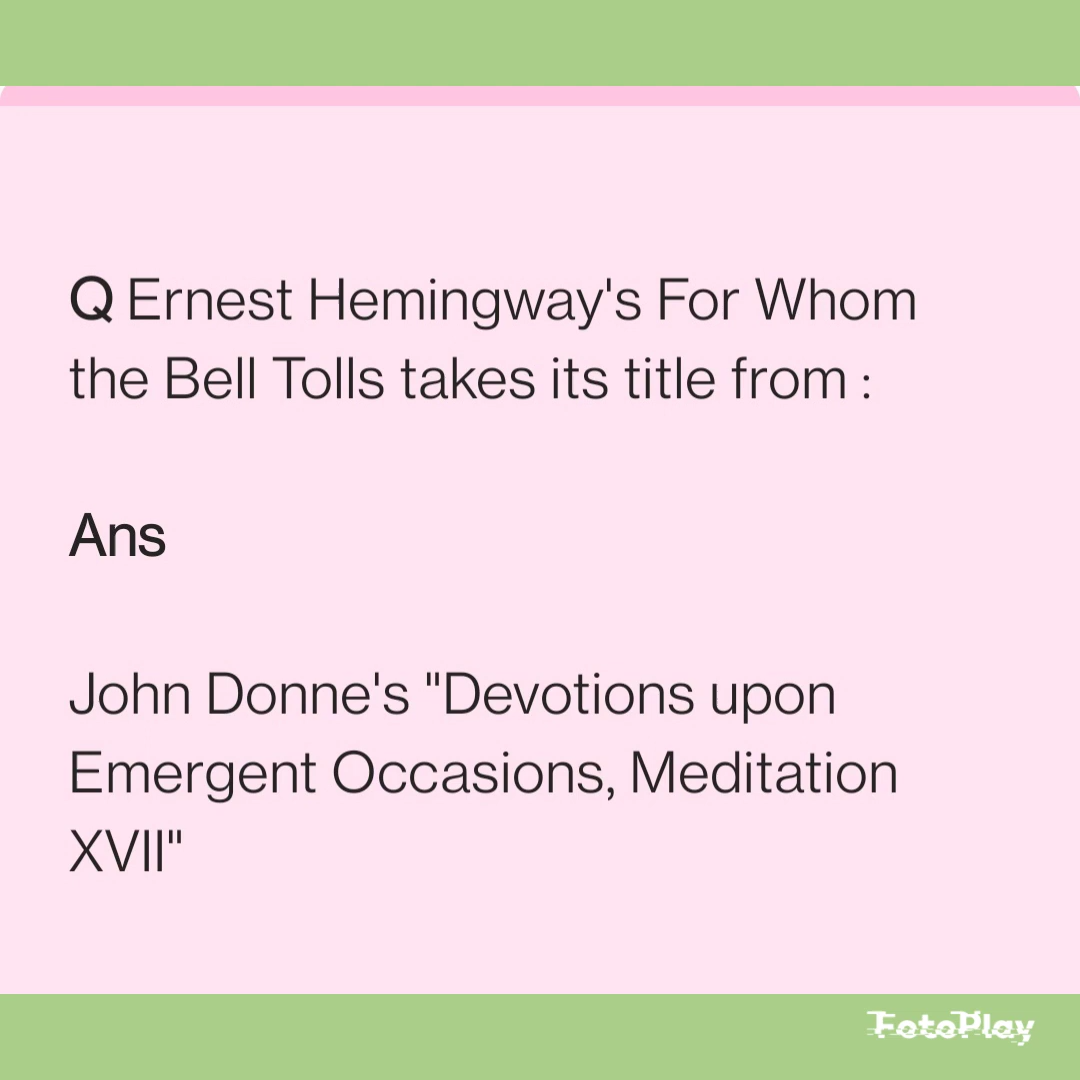 Q Ernest Hemingway's For Whom
the Bell Tolls takes its title from :
Ans
John Donne's "Devotions upon
Emergent Occasions, Meditation
XVII"
FotoPlay